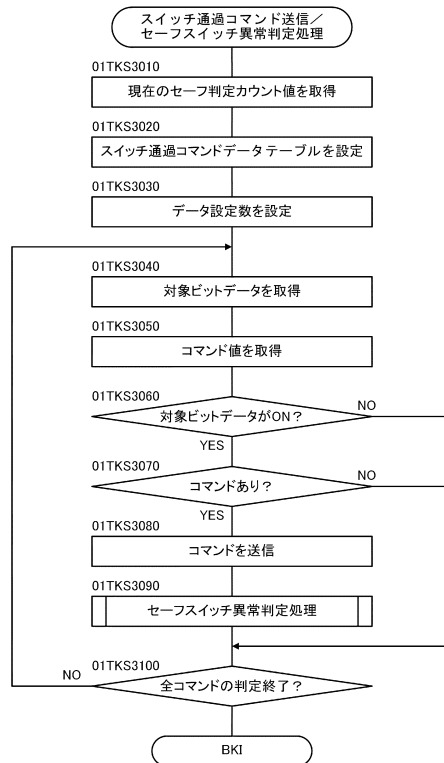 スイッチ通過コマンド送信／
セーフスイッチ異常判定処理
01TKS3010
現在のセーフ判定カウント値を取得
01TKS3020
スイッチ通過コマンドデータテーブルを設定
01TKS3030
データ設定数を設定
01TKS3040
対象ビットデータを取得
01TKS3050
コマンド値を取得
01TKS3060
対象ビットデータがON？
NO
YES
01TKS3070
コマンドあり？
NO
YES
01TKS3080
コマンドを送信
01TKS3090
セーフスイッチ異常判定処理
01TKS3100
NO
全コマンドの判定終了？
BKI